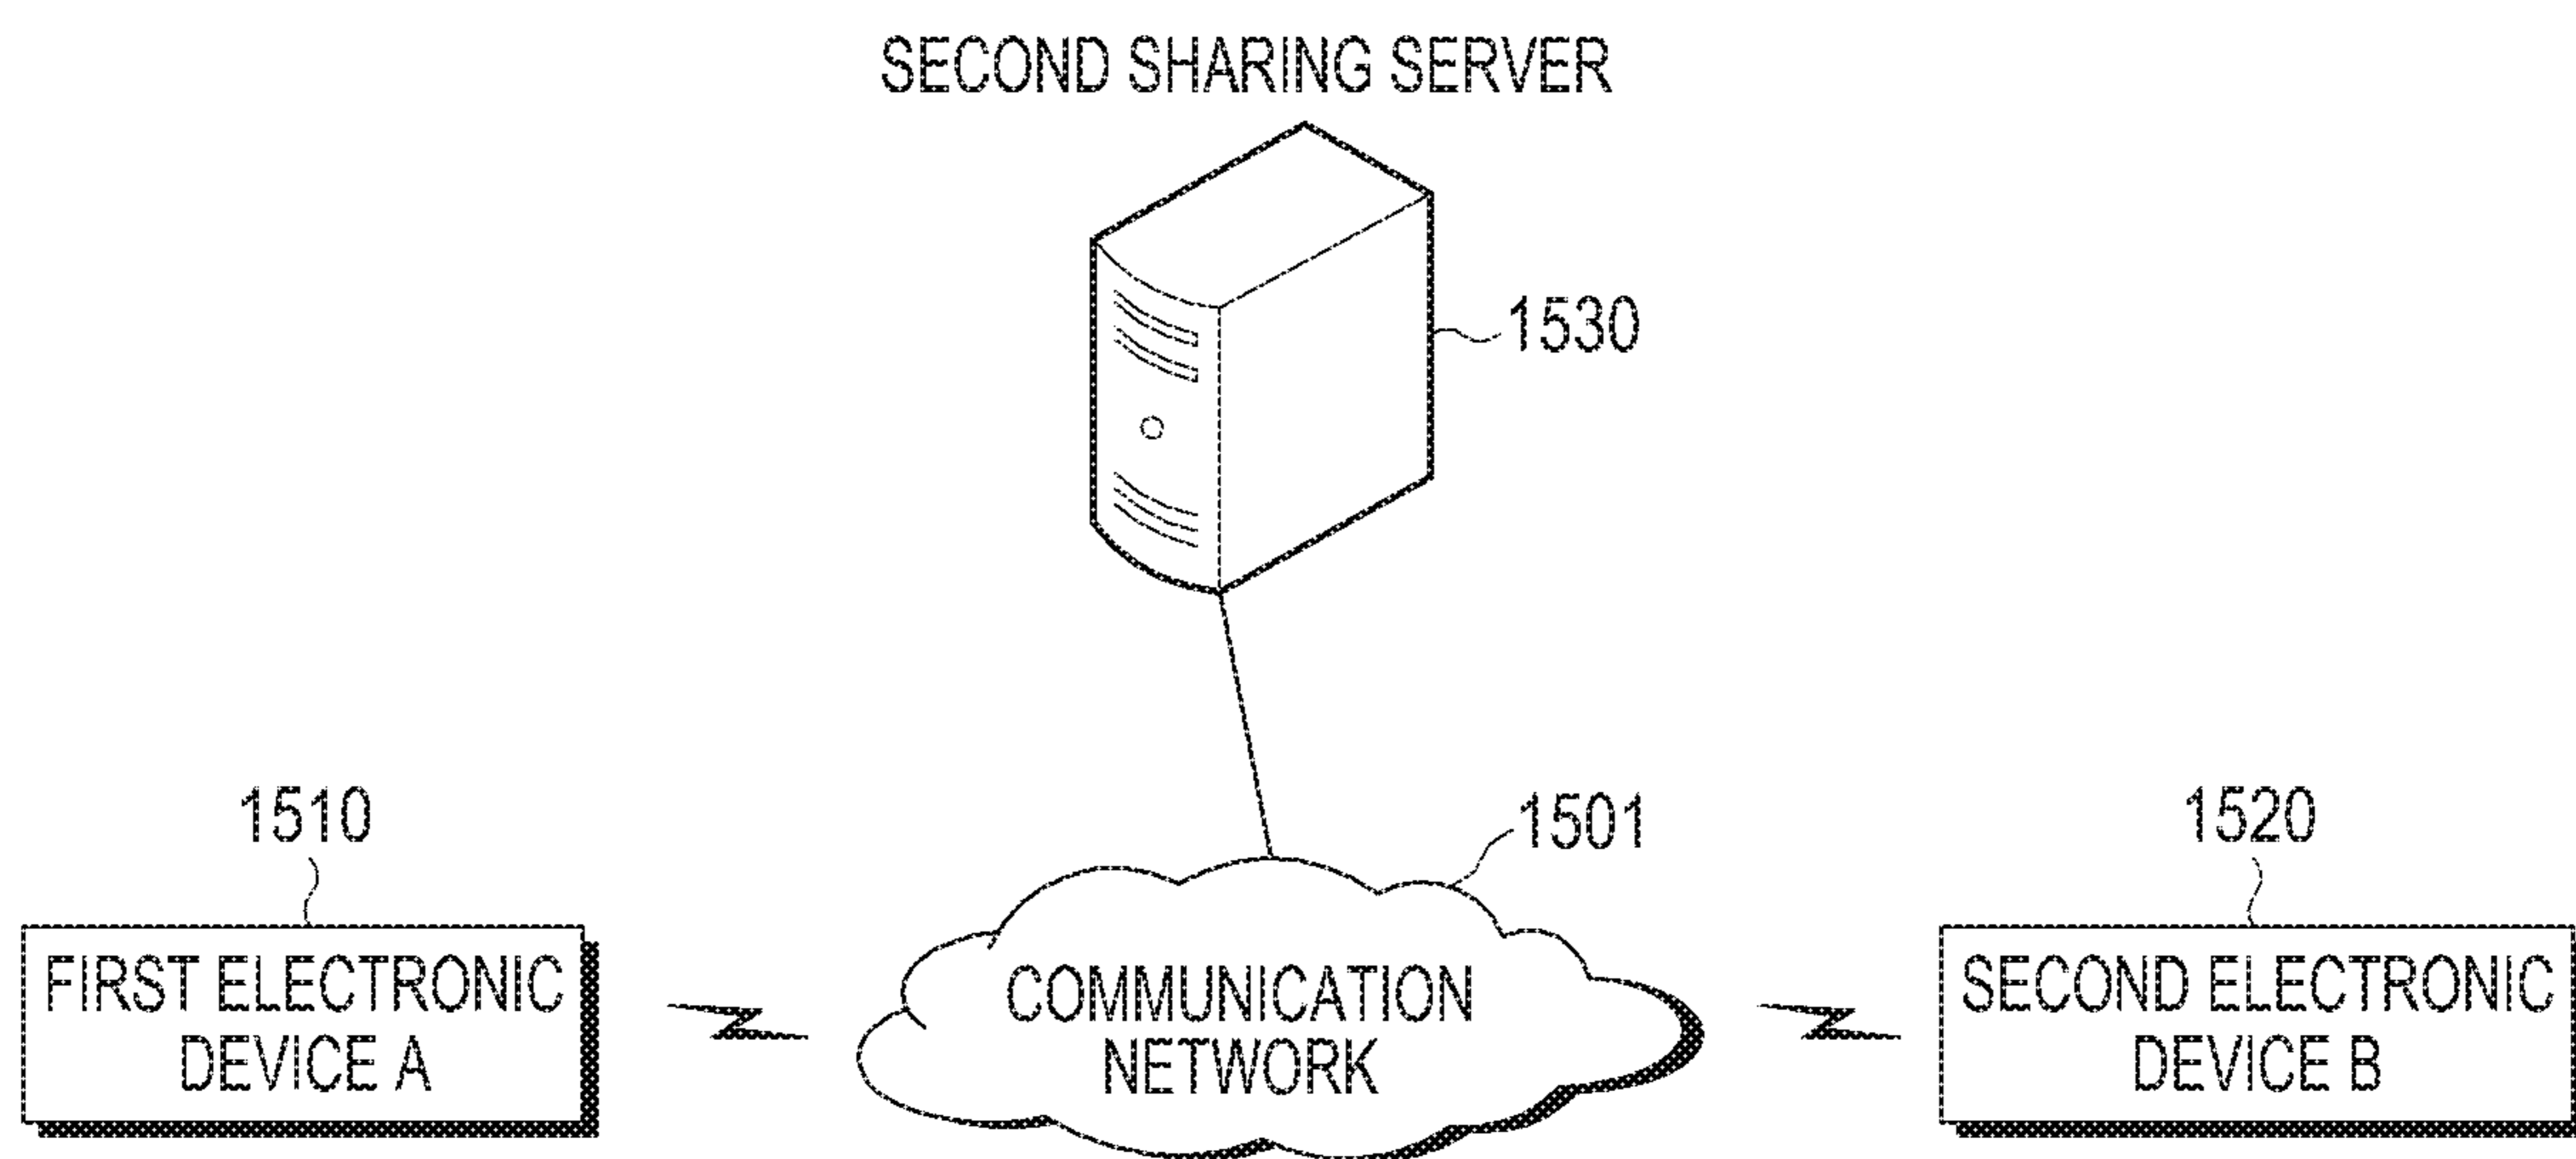 SECOND SHARING SERVER
1530
1510
1501
1520
FIRST ELECTRONIC
DEVICE A
COMMUNICATION
NETWORK
SECOND ELECTRONIC
DEVICE B